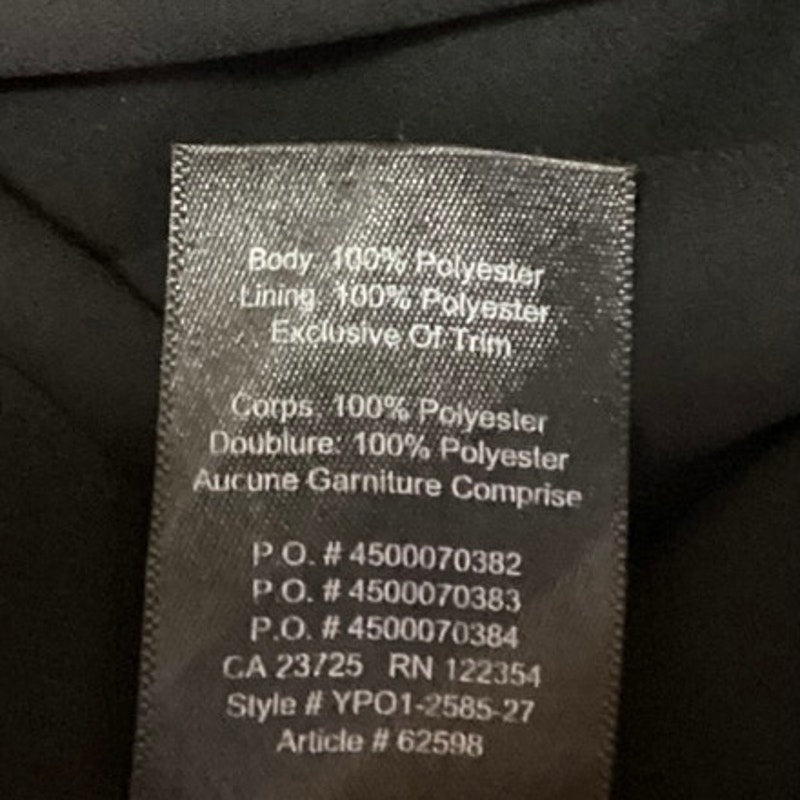 Body: 100% Polyester
Lining: 100% Polyester
Exclusive Of Trim
Corps: 100% Polyester
Doublure: 100% Polyester
Aucune Garniture Comprise
P.O. # 4500070382
P.O. # 4500070383
P.O. # 4500070384
CA 23725 RN 122354
Style # YPO1-2585-27
Article # 62598